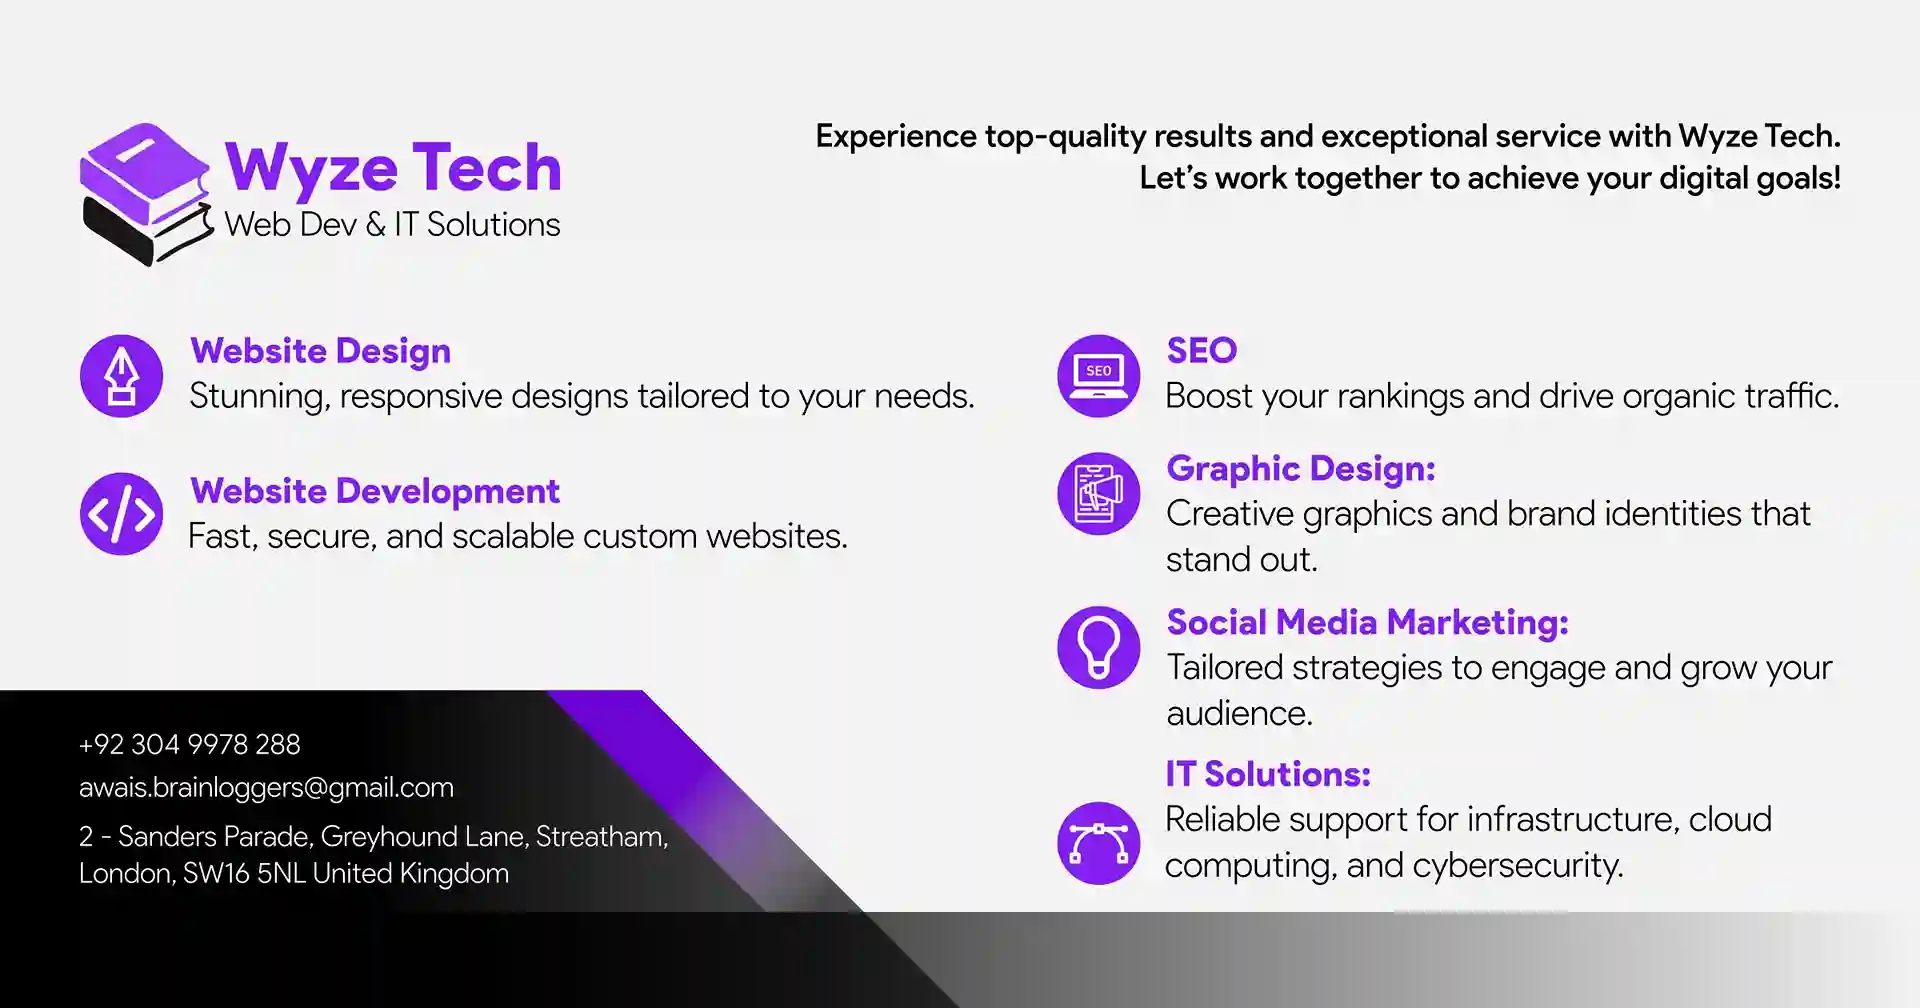 Wyze Tech
Web Dev & IT Solutions
Experience top-quality results and exceptional service with Wyze Tech.
Let's work together to achieve your digital goals!
Website Design
Stunning, responsive designs tailored to your needs.
Website Development
Fast, secure, and scalable custom websites.
SEO
SEO
Boost your rankings and drive organic traffic.
Graphic Design:
Creative graphics and brand identities that
stand out.
Social Media Marketing:
Tailored strategies to engage and grow your
audience.
IT Solutions:
Reliable support for infrastructure, cloud
computing, and cybersecurity.
+92 304 9978 288
awais.brainloggers@gmail.com
2 - Sanders Parade, Greyhound Lane, Streatham,
London, SW16 5NL United Kingdom